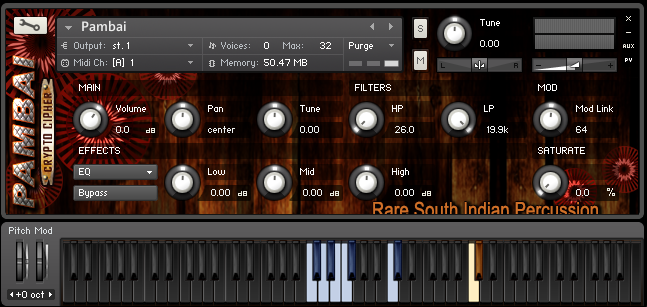 Pambai
Output: st. 1 Voices: 0 Max: 32 Purge
Midi Ch: [A] 1 Memory: 50.47 MB
S
M
Tune
0.00
L R
- +
x
-
AUX
PV
PAMBAI
CRYPTO CIPHER
MAIN FILTERS MOD
Volume Pan Tune HP LP Mod Link
0.0 dB center 0.00 26.0 19.9k 64
EFFECTS SATURATE
EQ Low Mid High
Bypass 0.00 dB 0.00 dB 0.00 dB 0.0 %
Rare South Indian Percussion
Pitch Mod
+0 oct